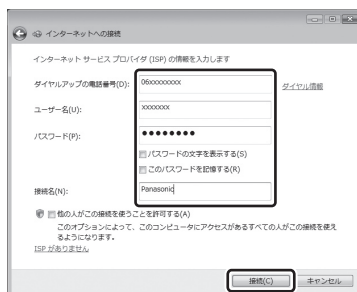 インターネットへの接続
インターネット サービス プロバイダ (ISP) の情報を入力します
ダイヤルアップの電話番号(D):
06xxxxxxxx
ダイヤル情報
ユーザー名(U):
xxxxxxx
パスワード(P):
●●●●●●●●
パスワードの文字を表示する(S)
このパスワードを記憶する(R)
接続名(N):
Panasonic
他の人がこの接続を使うことを許可する(A)
このオプションによって、このコンピュータにアクセスがあるすべての人がこの接続を使え
るようになります。
ISP がありません
接続(C)
キャンセル